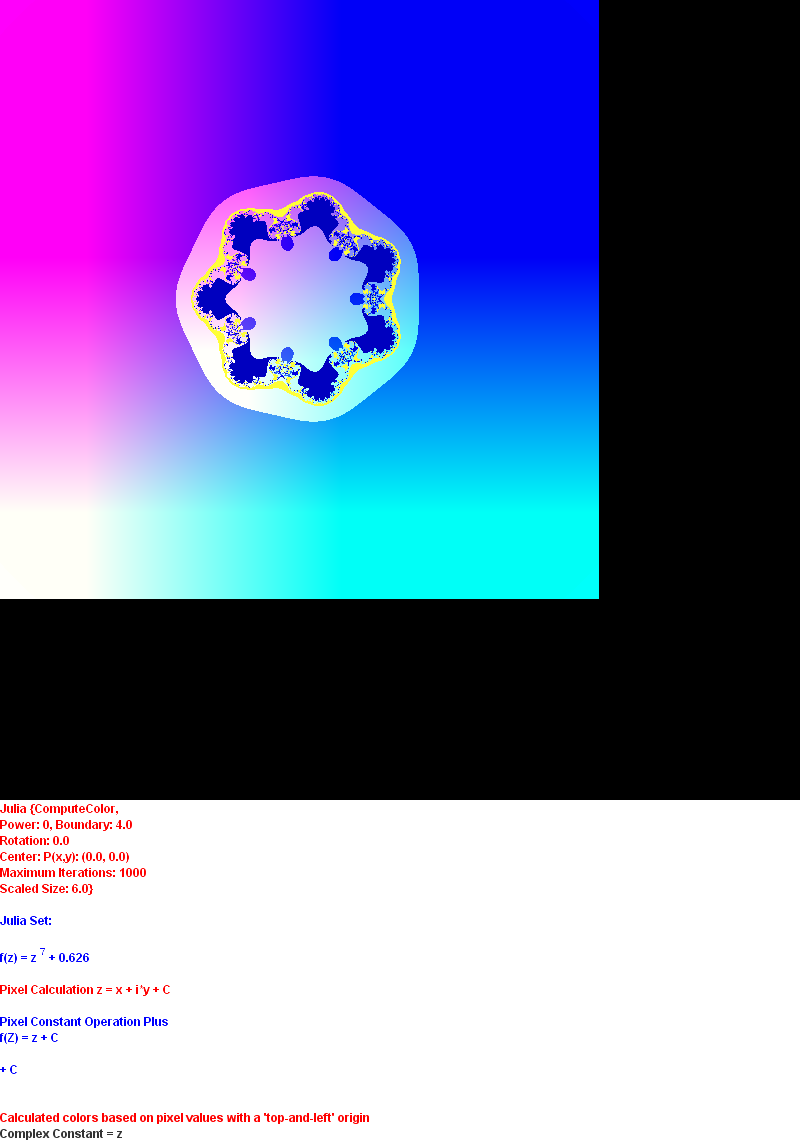 Julia {ComputeColor,
Power: 0, Boundary: 4.0
Rotation: 0.0
Center: P(x,y): (0.0, 0.0)
Maximum Iterations: 1000
Scaled Size: 6.0}
Julia Set:
f(z) = z 7 + 0.626
Pixel Calculation z = x + i*y + C
Pixel Constant Operation Plus
f(Z) = z + C
+ C
Calculated colors based on pixel values with a 'top-and-left' origin
Complex Constant = z